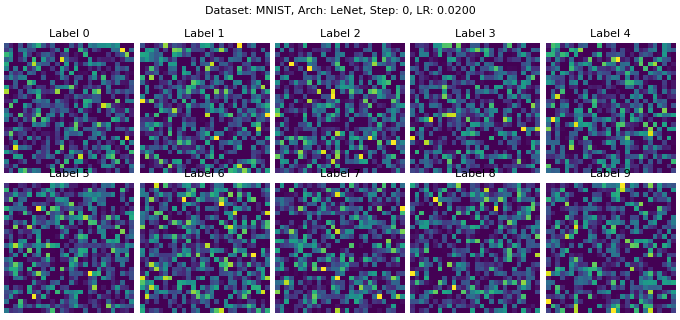 Dataset: MNIST, Arch: LeNet, Step: 0, LR: 0.0200
Label 0
Label 1
Label 2
Label 3
Label 4
Label 5
Label 6
Label 7
Label 8
Label 9